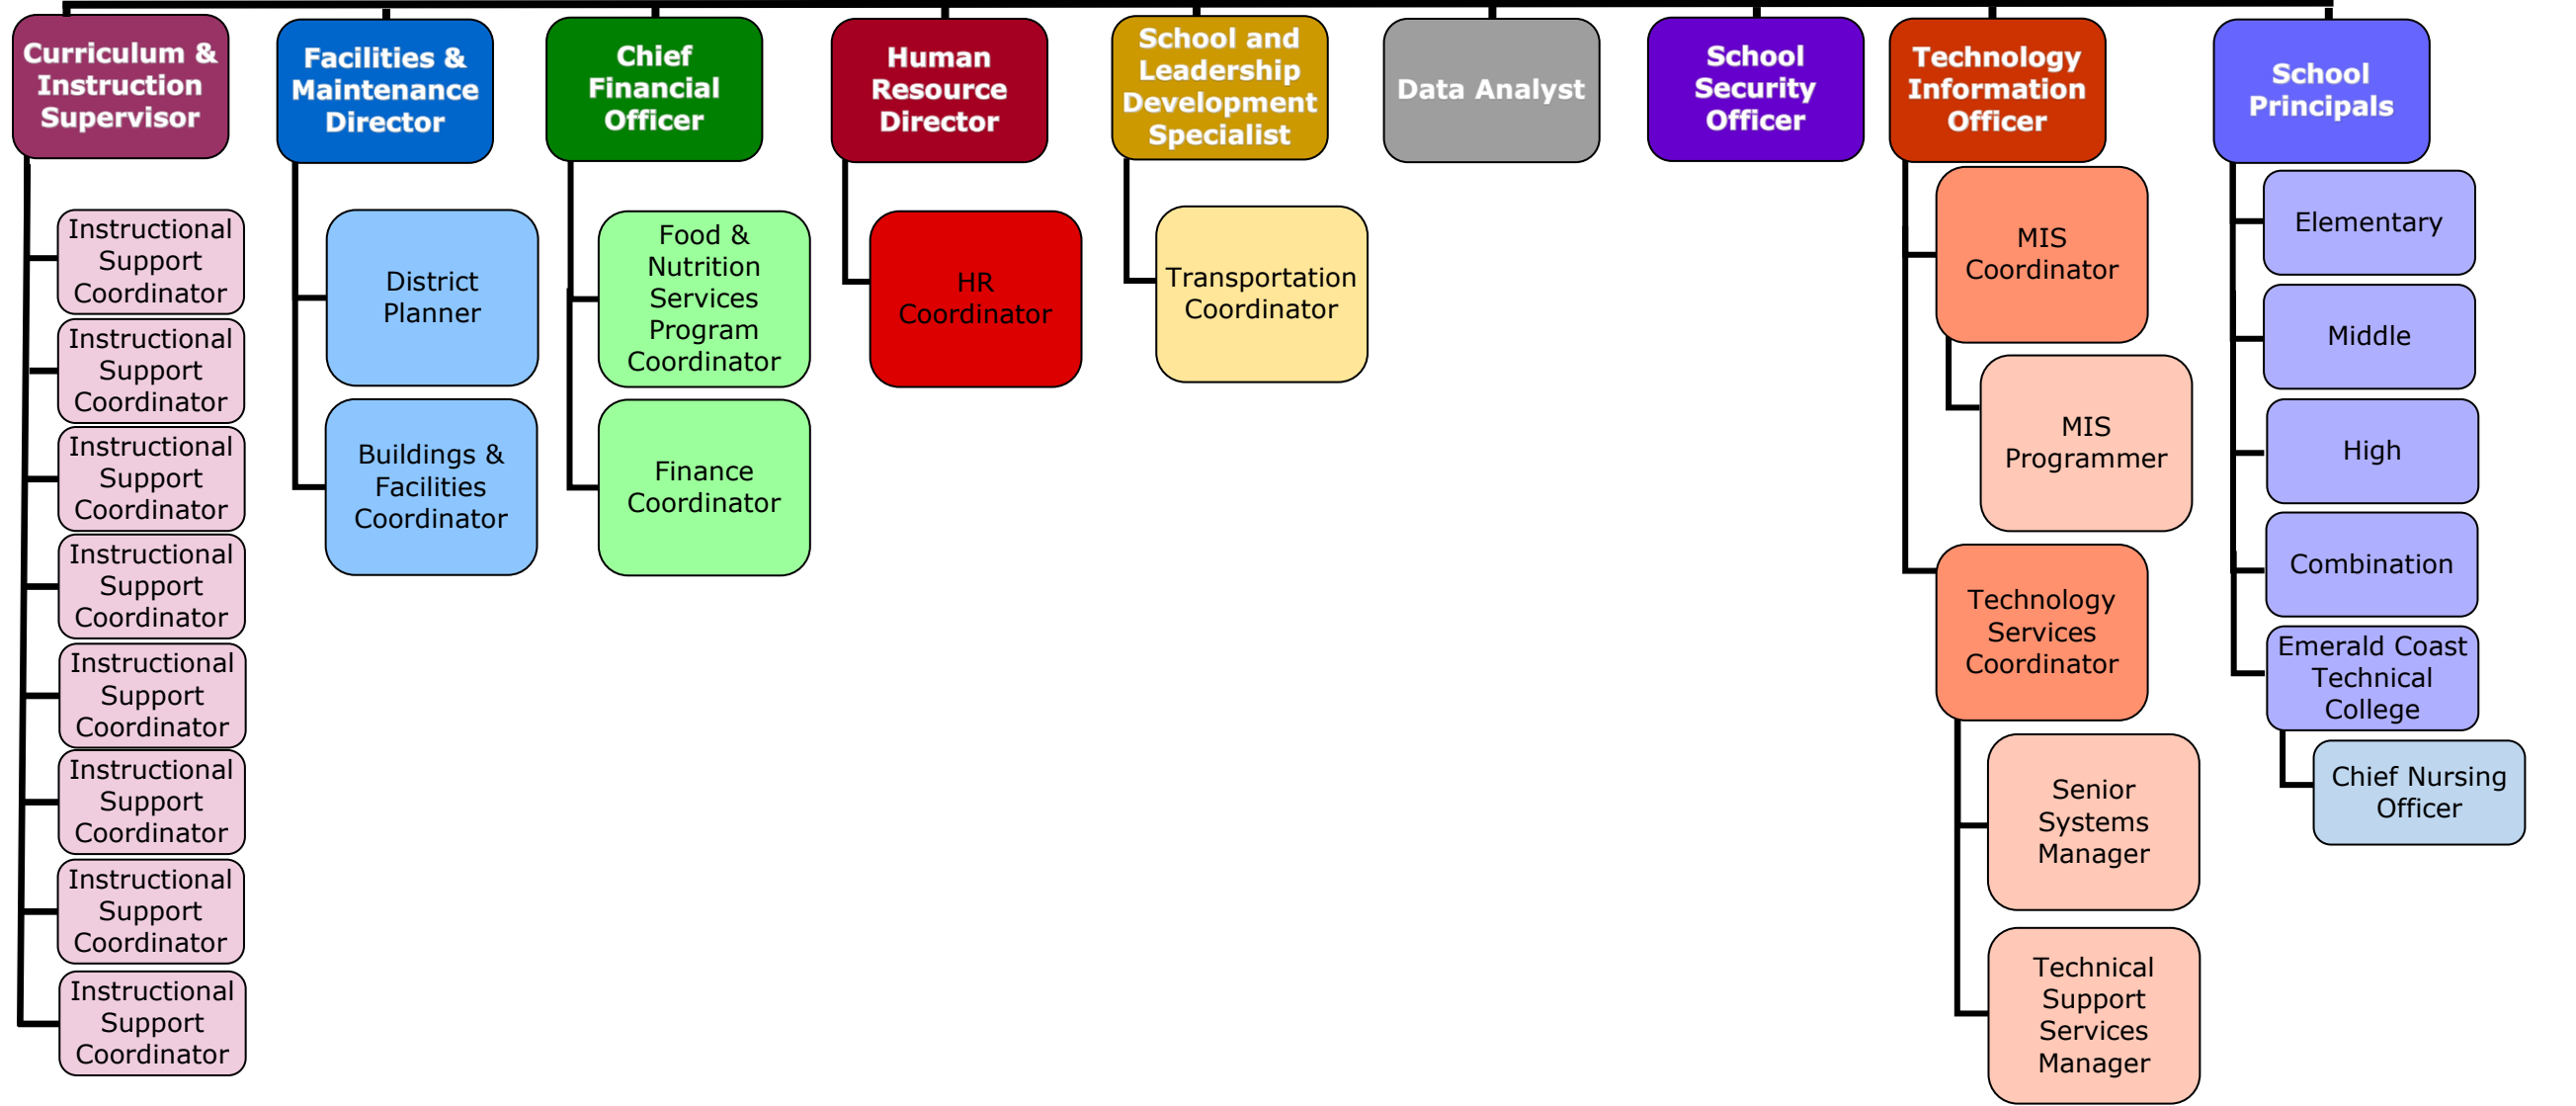 Curriculum &
Instruction
Supervisor
Instructional
Support
Coordinator
Instructional
Support
Coordinator
Instructional
Support
Coordinator
Instructional
Support
Coordinator
Instructional
Support
Coordinator
Instructional
Support
Coordinator
Instructional
Support
Coordinator
Instructional
Support
Coordinator
Facilities &
Maintenance
Director
District
Planner
Buildings &
Facilities
Coordinator
Chief
Financial
Officer
Food &
Nutrition
Services
Program
Coordinator
Finance
Coordinator
Human
Resource
Director
HR
Coordinator
School and
Leadership
Development
Specialist
Transportation
Coordinator
Data Analyst
School
Security
Officer
Technology
Information
Officer
MIS
Coordinator
MIS
Programmer
Technology
Services
Coordinator
Senior
Systems
Manager
Technical
Support
Services
Manager
School
Principals
Elementary
Middle
High
Combination
Emerald Coast
Technical
College
Chief Nursing
Officer